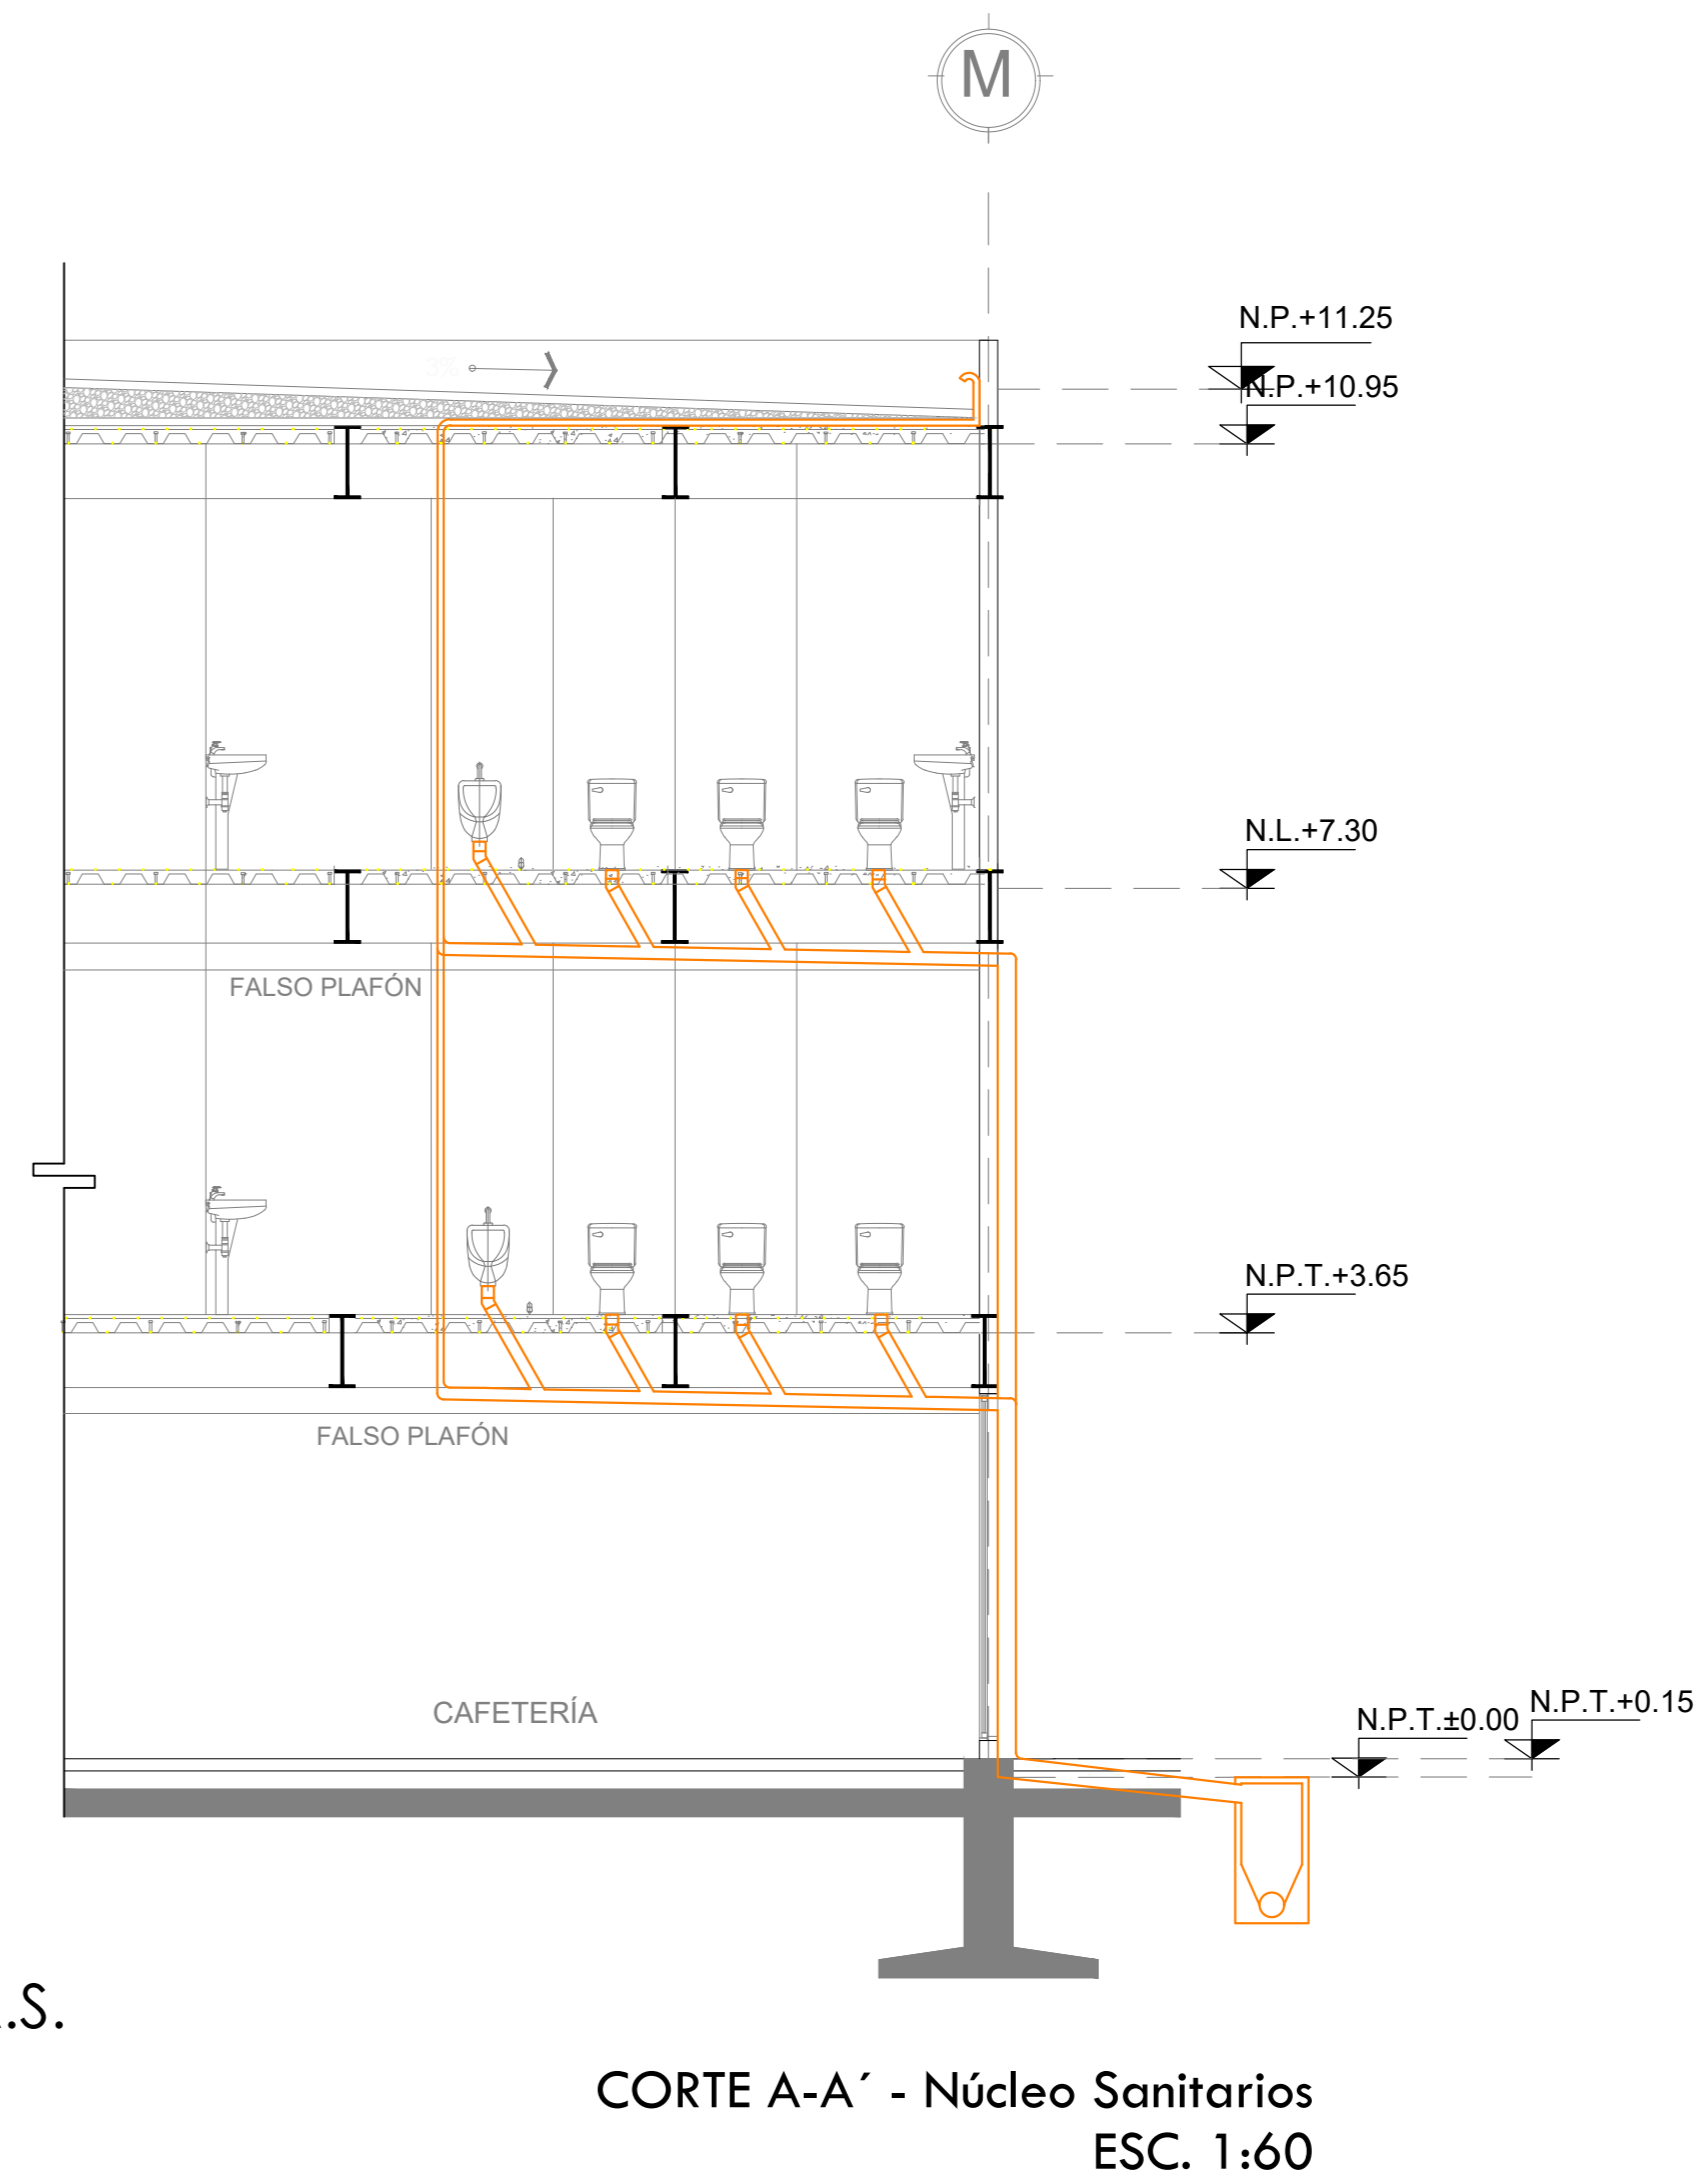 M
N.P.+11.25
3%
N.P.+10.95
N.L.+7.30
FALSO PLAFÓN
N.P.T.+3.65
FALSO PLAFÓN
CAFETERÍA
N.P.T.±0.00
N.P.T.+0.15
.S.
CORTE A-A´ - Núcleo Sanitarios
ESC. 1:60